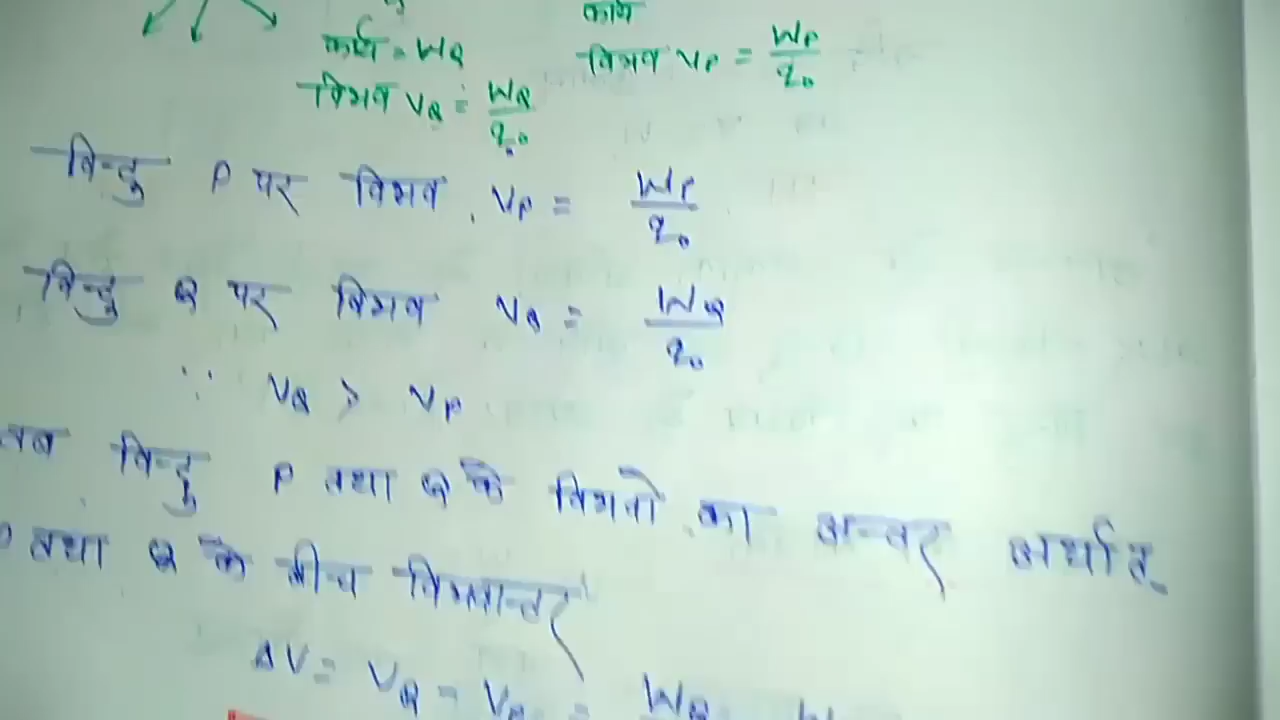 कार्य
कार्य = WQ
विभव VP = WP/q0
विभव VQ = WQ/q0
बिन्दु P पर विभव, VP = WP/q0
बिन्दु Q पर विभव VQ = WQ/q0
∵ VQ > VP
तब बिन्दु P तथा Q के विभवो का अन्तर अर्थात
P तथा Q के बीच विभवान्तर
ΔV = VQ - VP = WQ